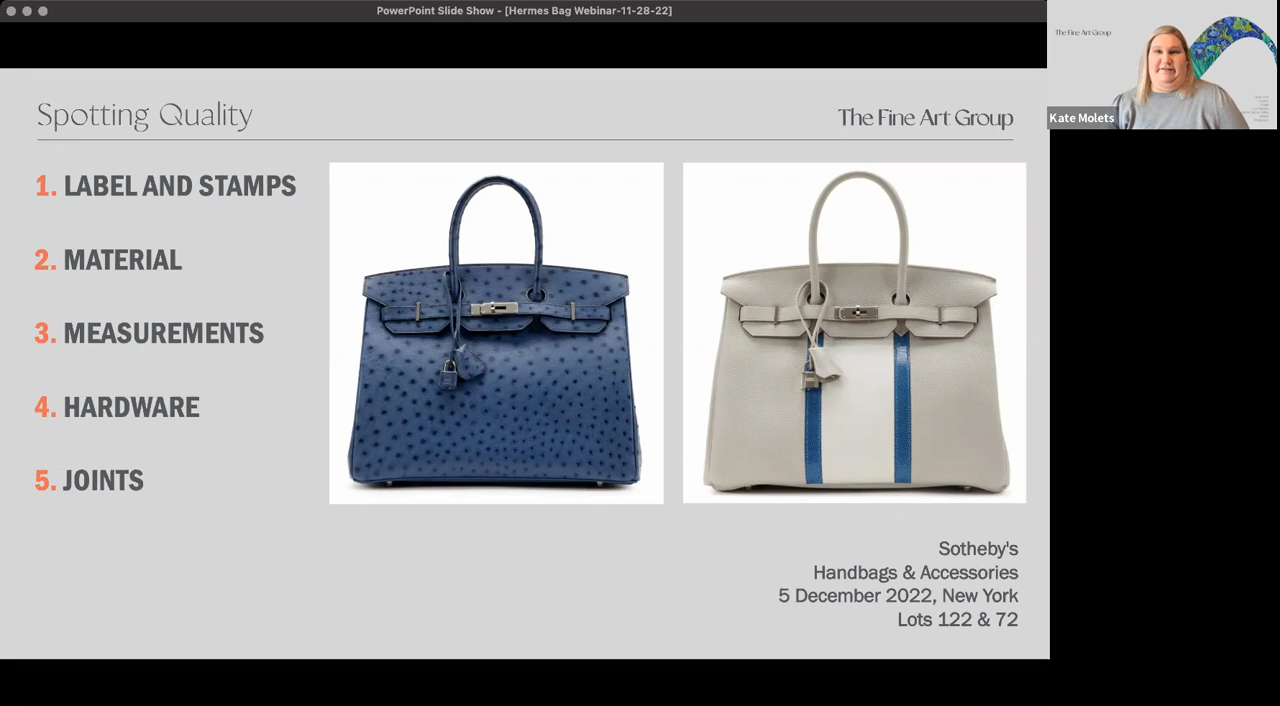 PowerPoint Slide Show - [Hermes Bag Webinar-11-28-22]
The Fine Art Group
Kate Molets
Spotting Quality
The Fine Art Group
1. LABEL AND STAMPS
2. MATERIAL
3. MEASUREMENTS
4. HARDWARE
5. JOINTS
Sotheby's
Handbags & Accessories
5 December 2022, New York
Lots 122 & 72